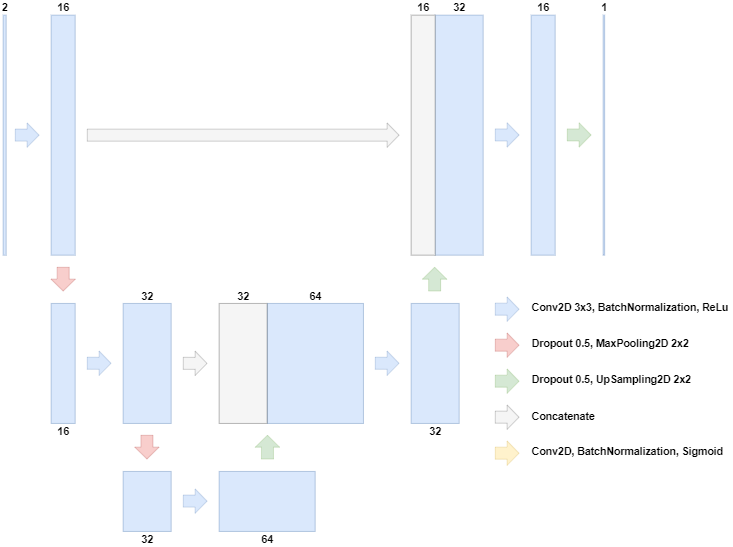 2
16
16
32
16
1
32
32
64
16
32
32
64
Conv2D 3x3, BatchNormalization, ReLu
Dropout 0.5, MaxPooling2D 2x2
Dropout 0.5, UpSampling2D 2x2
Concatenate
Conv2D, BatchNormalization, Sigmoid